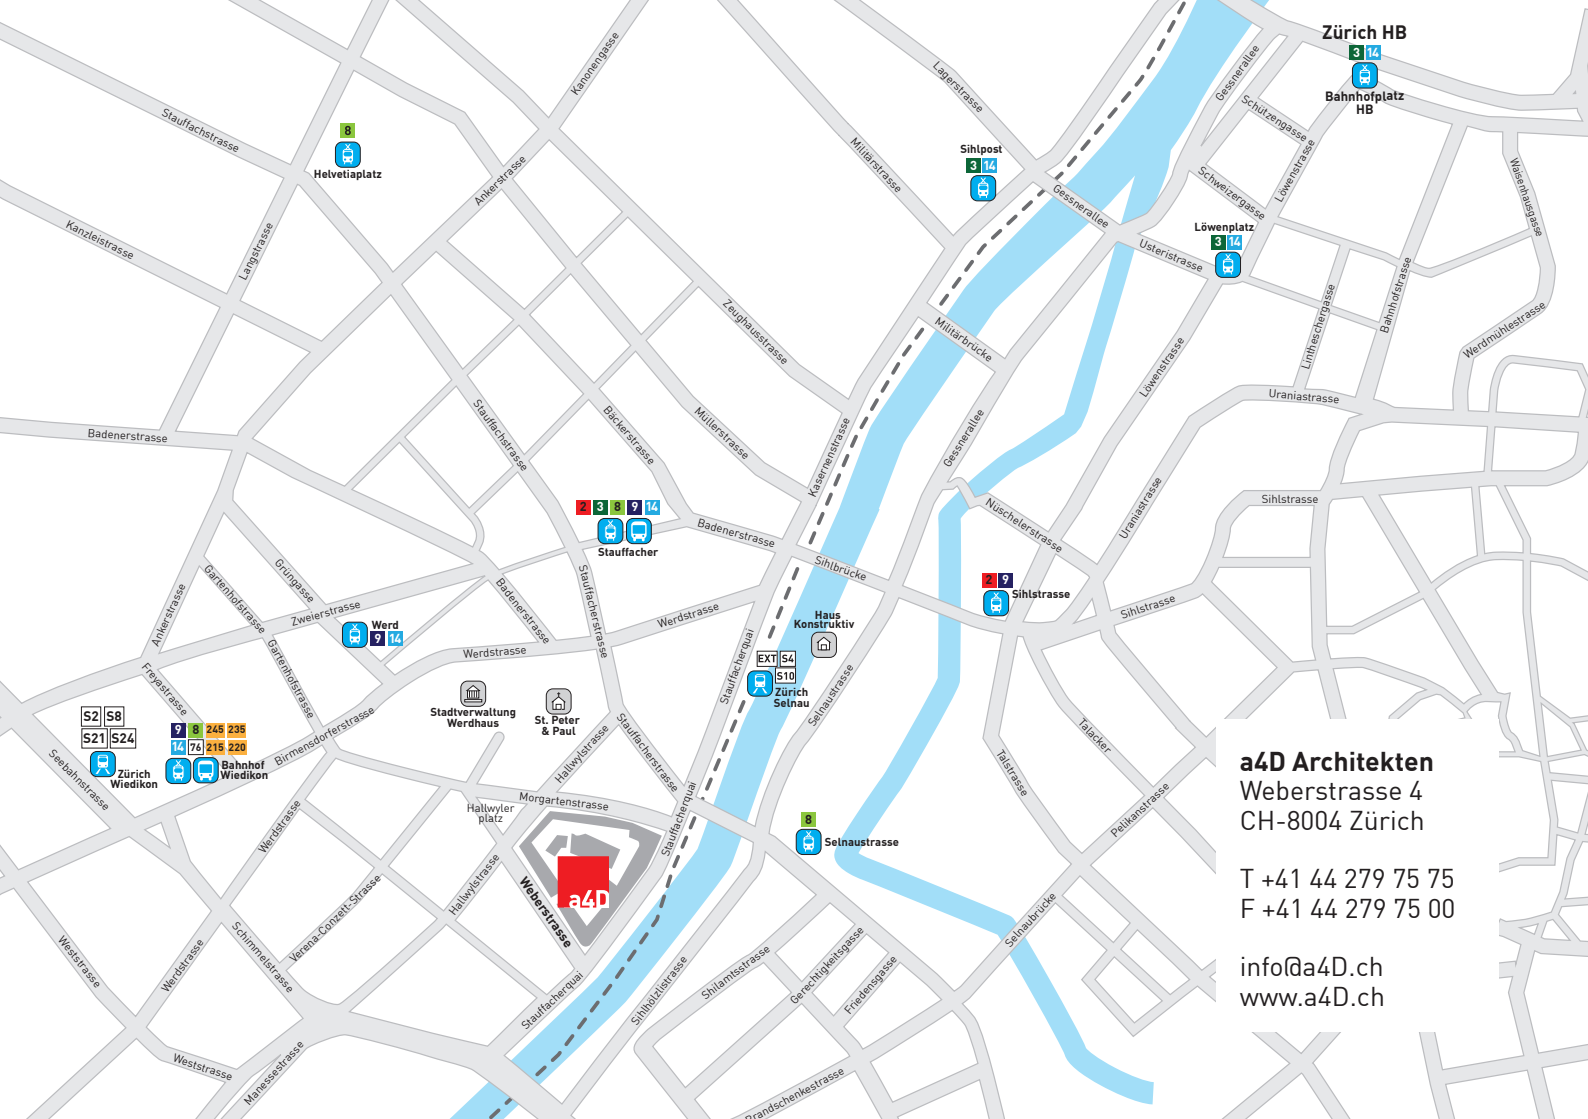 Zürich HB
3 14
Bahnhofplatz
HB
Kanonengasse
Lagerstrasse
Gessnerallee
Schützengasse
Stauffachstrasse
8
Helvetiaplatz
Ankerstrasse
Militärstrasse
Sihlpost
3 14
Gessnerallee
Schweizergasse
Löwenstrasse
Waisenhausgasse
Kanzleistrasse
Langstrasse
Löwenplatz
3 14
Usteristrasse
Zeughausstrasse
Militärbrücke
Lintheschergasse
Bahnhofstrasse
Werdmühlestrasse
Löwenstrasse
Uraniastrasse
Badenerstrasse
Stauffachstrasse
Bäckerstrasse
Müllerstrasse
Kasernenstrasse
Gessnerallee
Uraniastrasse
Sihlstrasse
2 3 8 9 14
Stauffacher
Badenerstrasse
Nüschelerstrasse
Sihlbrücke
2 9
Sihlstrasse
Sihlstrasse
Grüngasse
Gartenhofstrasse
Ankerstrasse
Zweierstrasse
Badenerstrasse
Stauffacherstrasse
Werdstrasse
Werd
9 14
Haus
Konstruktiv
Gartenhofstrasse
Freyastrasse
Werdstrasse
Stauffacherquai
EXT S4
S10
Zürich
Selnau
Selnaustrasse
Stadtverwaltung
Werdhaus
St. Peter
& Paul
S2 S8
S21 S24
Zürich
Wiedikon
9 8 245 235
14 76 215 220
Bahnhof
Wiedikon
Birmensdorferstrasse
Seebahnstrasse
Hallwylstrasse
Stauffacherstrasse
Talacker
Talstrasse
Pelikanstrasse
Morgartenstrasse
Hallwyler
platz
Stauffacherquai
Werdstrasse
8
Selnaustrasse
a4D
Weberstrasse
Hallwylstrasse
Verena-Conzett-Strasse
Schimmelstrasse
Werdstrasse
Weststrasse
Selnaubrücke
Stauffacherquai
Sihlhölzlistrasse
Shilamtsstrasse
Gerechtigkeitsgasse
Friedensgasse
Weststrasse
Manessestrasse
Brandschenkestrasse
a4D Architekten
Weberstrasse 4
CH-8004 Zürich
T +41 44 279 75 75
F +41 44 279 75 00
info@a4D.ch
www.a4D.ch